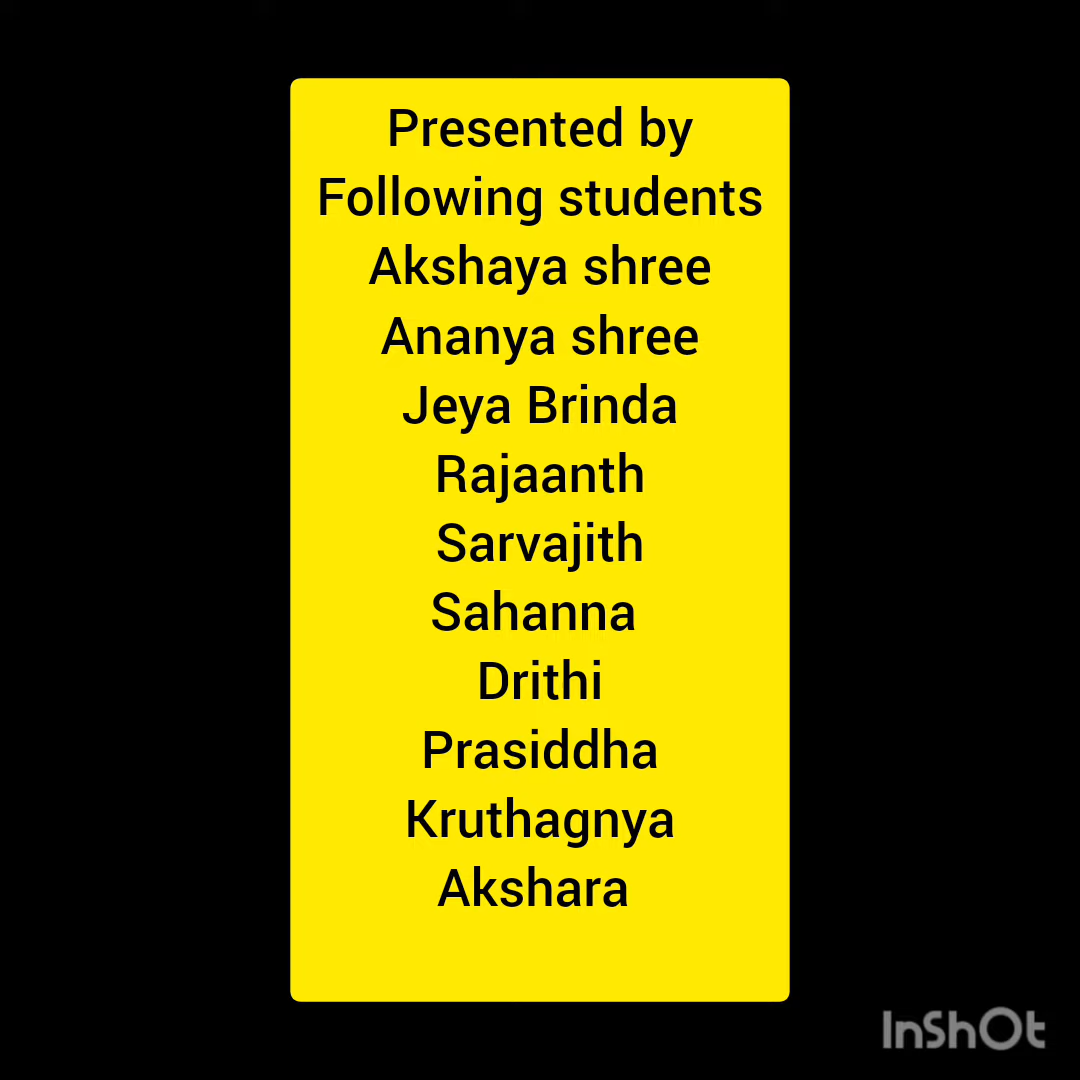 Presented by
Following students
Akshaya shree
Ananya shree
Jeya Brinda
Rajaanth
Sarvajith
Sahanna
Drithi
Prasiddha
Kruthagnya
Akshara
InShOt